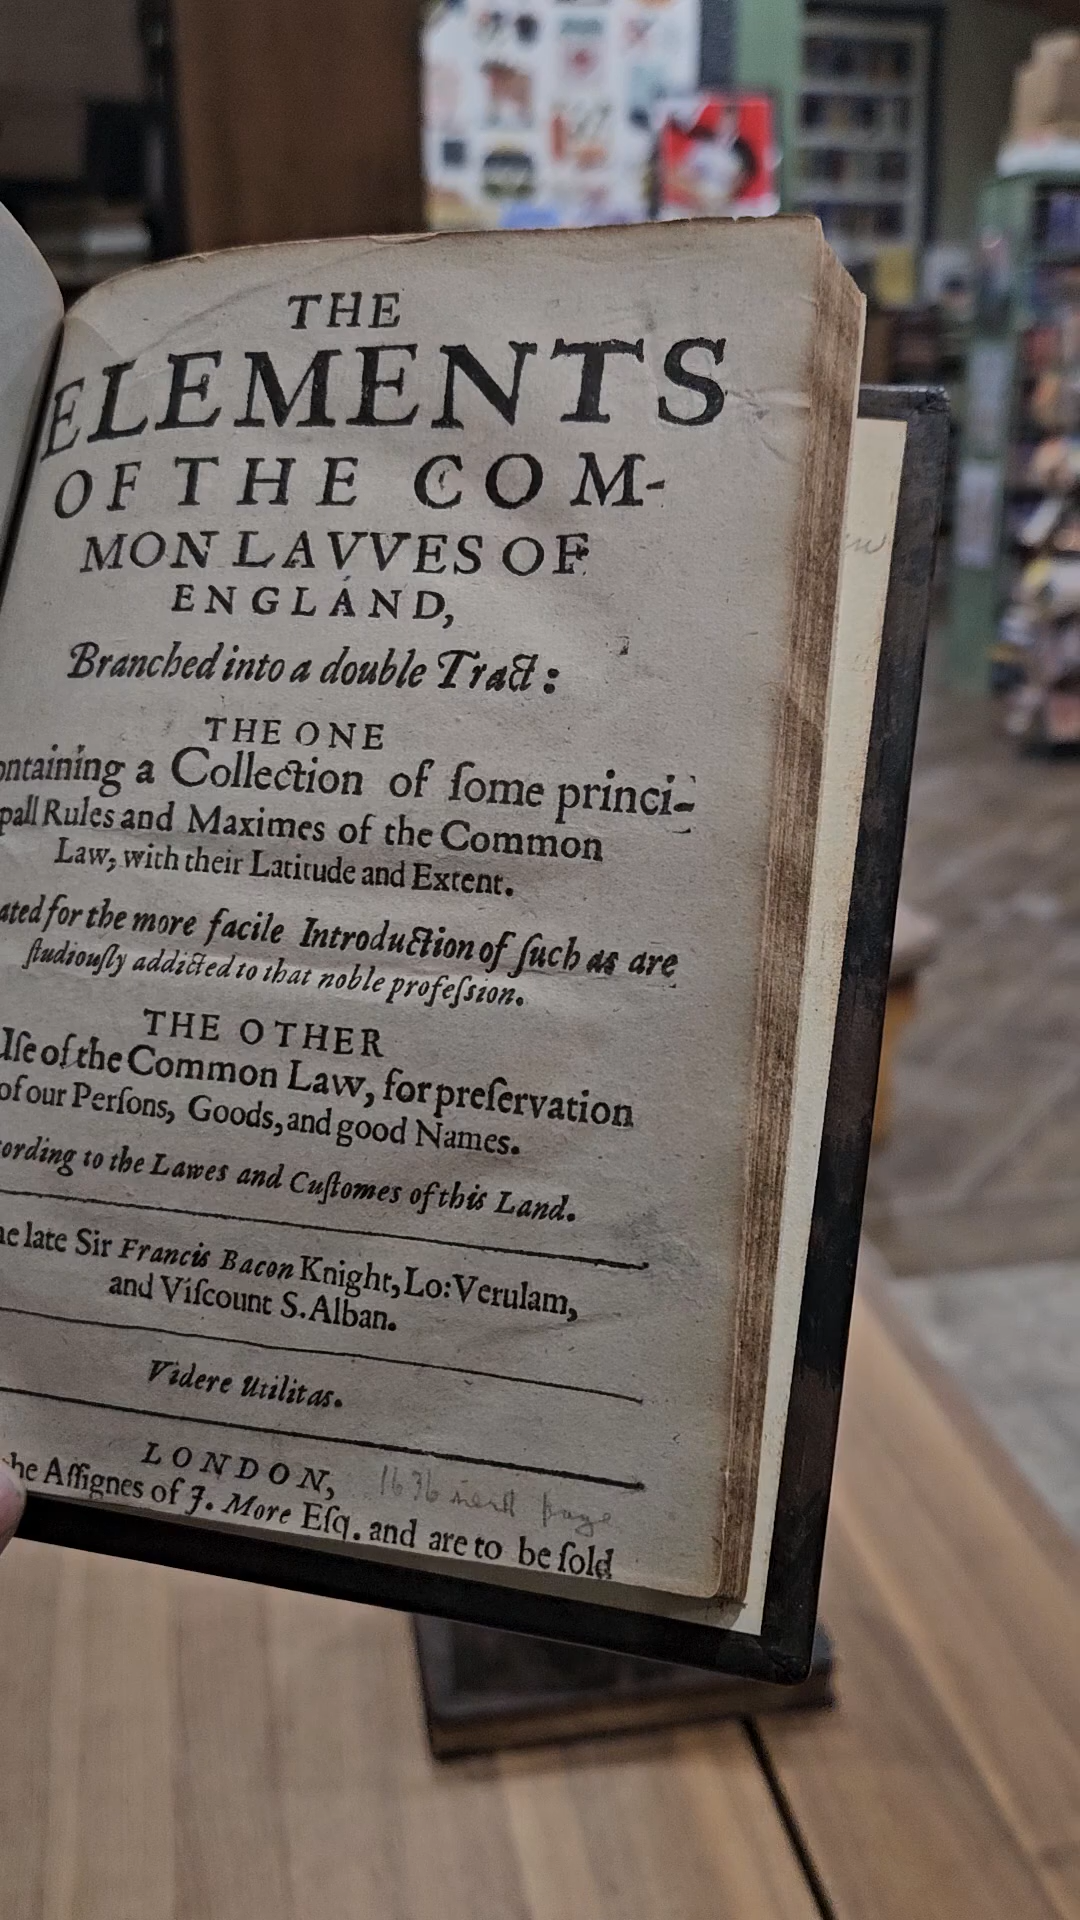 THE
ELEMENTS
OF THE COM-
MON LAVVES OF
ENGLAND,
Branched into a double Tract:
THE ONE
ontaining a Collection of ſome princi-
pall Rules and Maximes of the Common
Law, with their Latitude and Extent.
ated for the more facile Introduction of ſuch as are
ſtudiouſly addicted to that noble profeſsion.
THE OTHER
Uſe of the Common Law, for preſervation
of our Perſons, Goods, and good Names.
cording to the Lawes and Cuſtomes of this Land.
he late Sir Francis Bacon Knight, Lo: Verulam,
and Viſcount S. Alban.
Videre Utilitas.
LONDON, 1636 next page
the Aſſignes of J. More Eſq. and are to be ſold